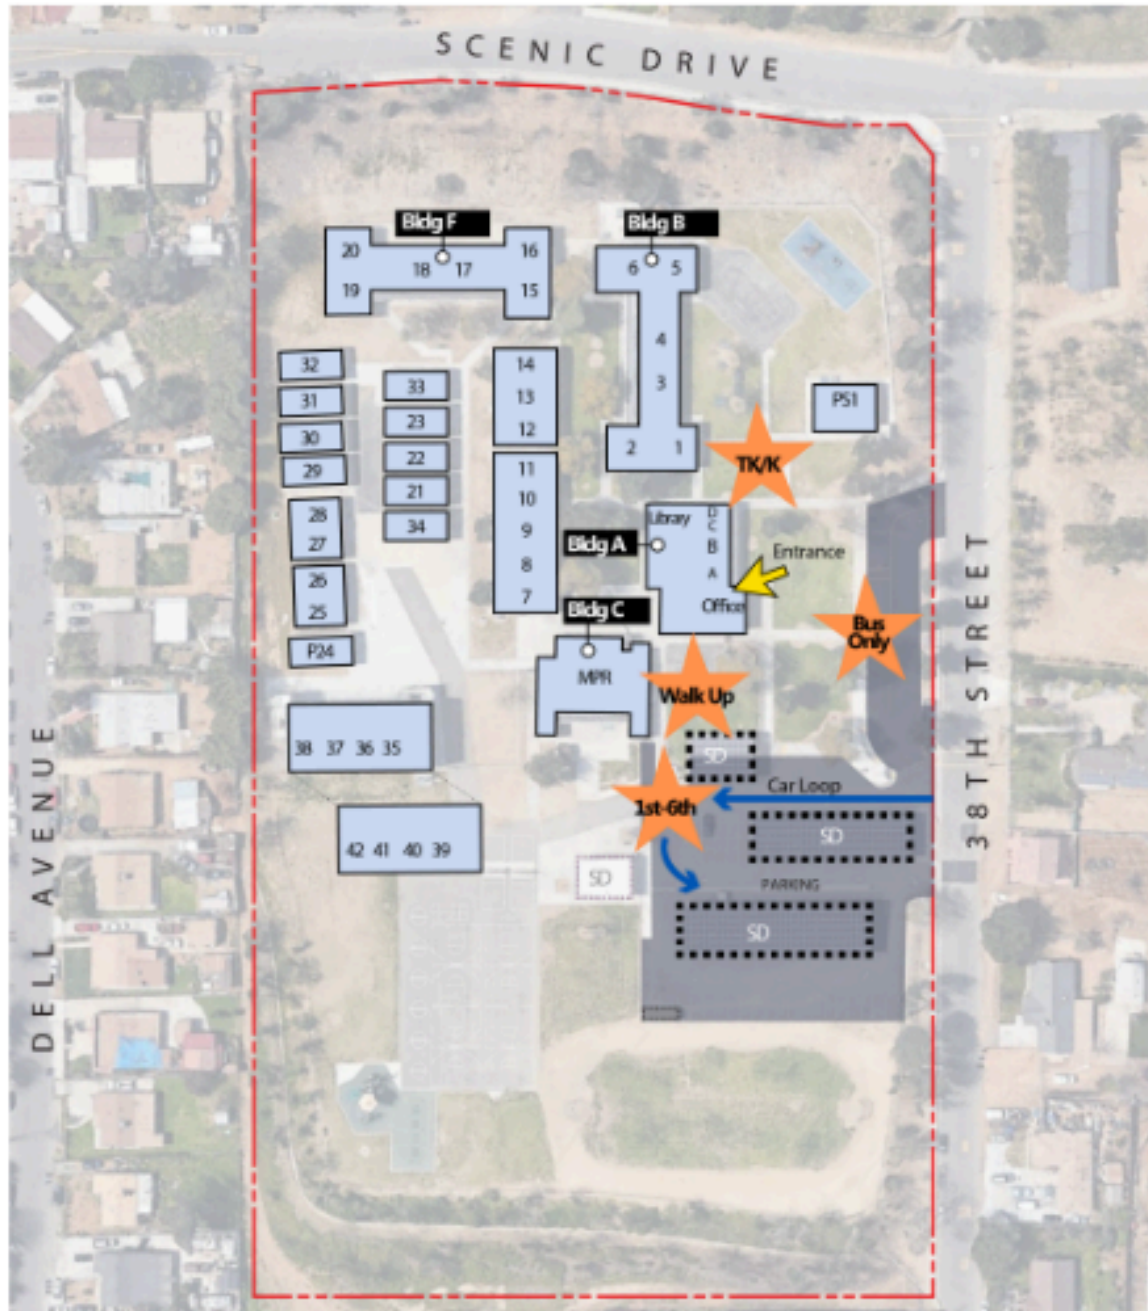 SCENIC DRIVE
Bldg F
Bldg B
20
18
17
16
19
15
6
5
4
3
2
1
32
31
30
29
28
27
26
25
P24
33
23
22
21
34
14
13
12
11
10
9
8
7
PS1
TK/K
Library
D
C
B
A
Office
Bldg A
Entrance
Bldg C
MPR
Bus
Only
Walk Up
38 37 36 35
SD
Car Loop
1st-6th
SD
42 41 40 39
SD
PARKING
SD
DELL AVENUE
38TH STREET